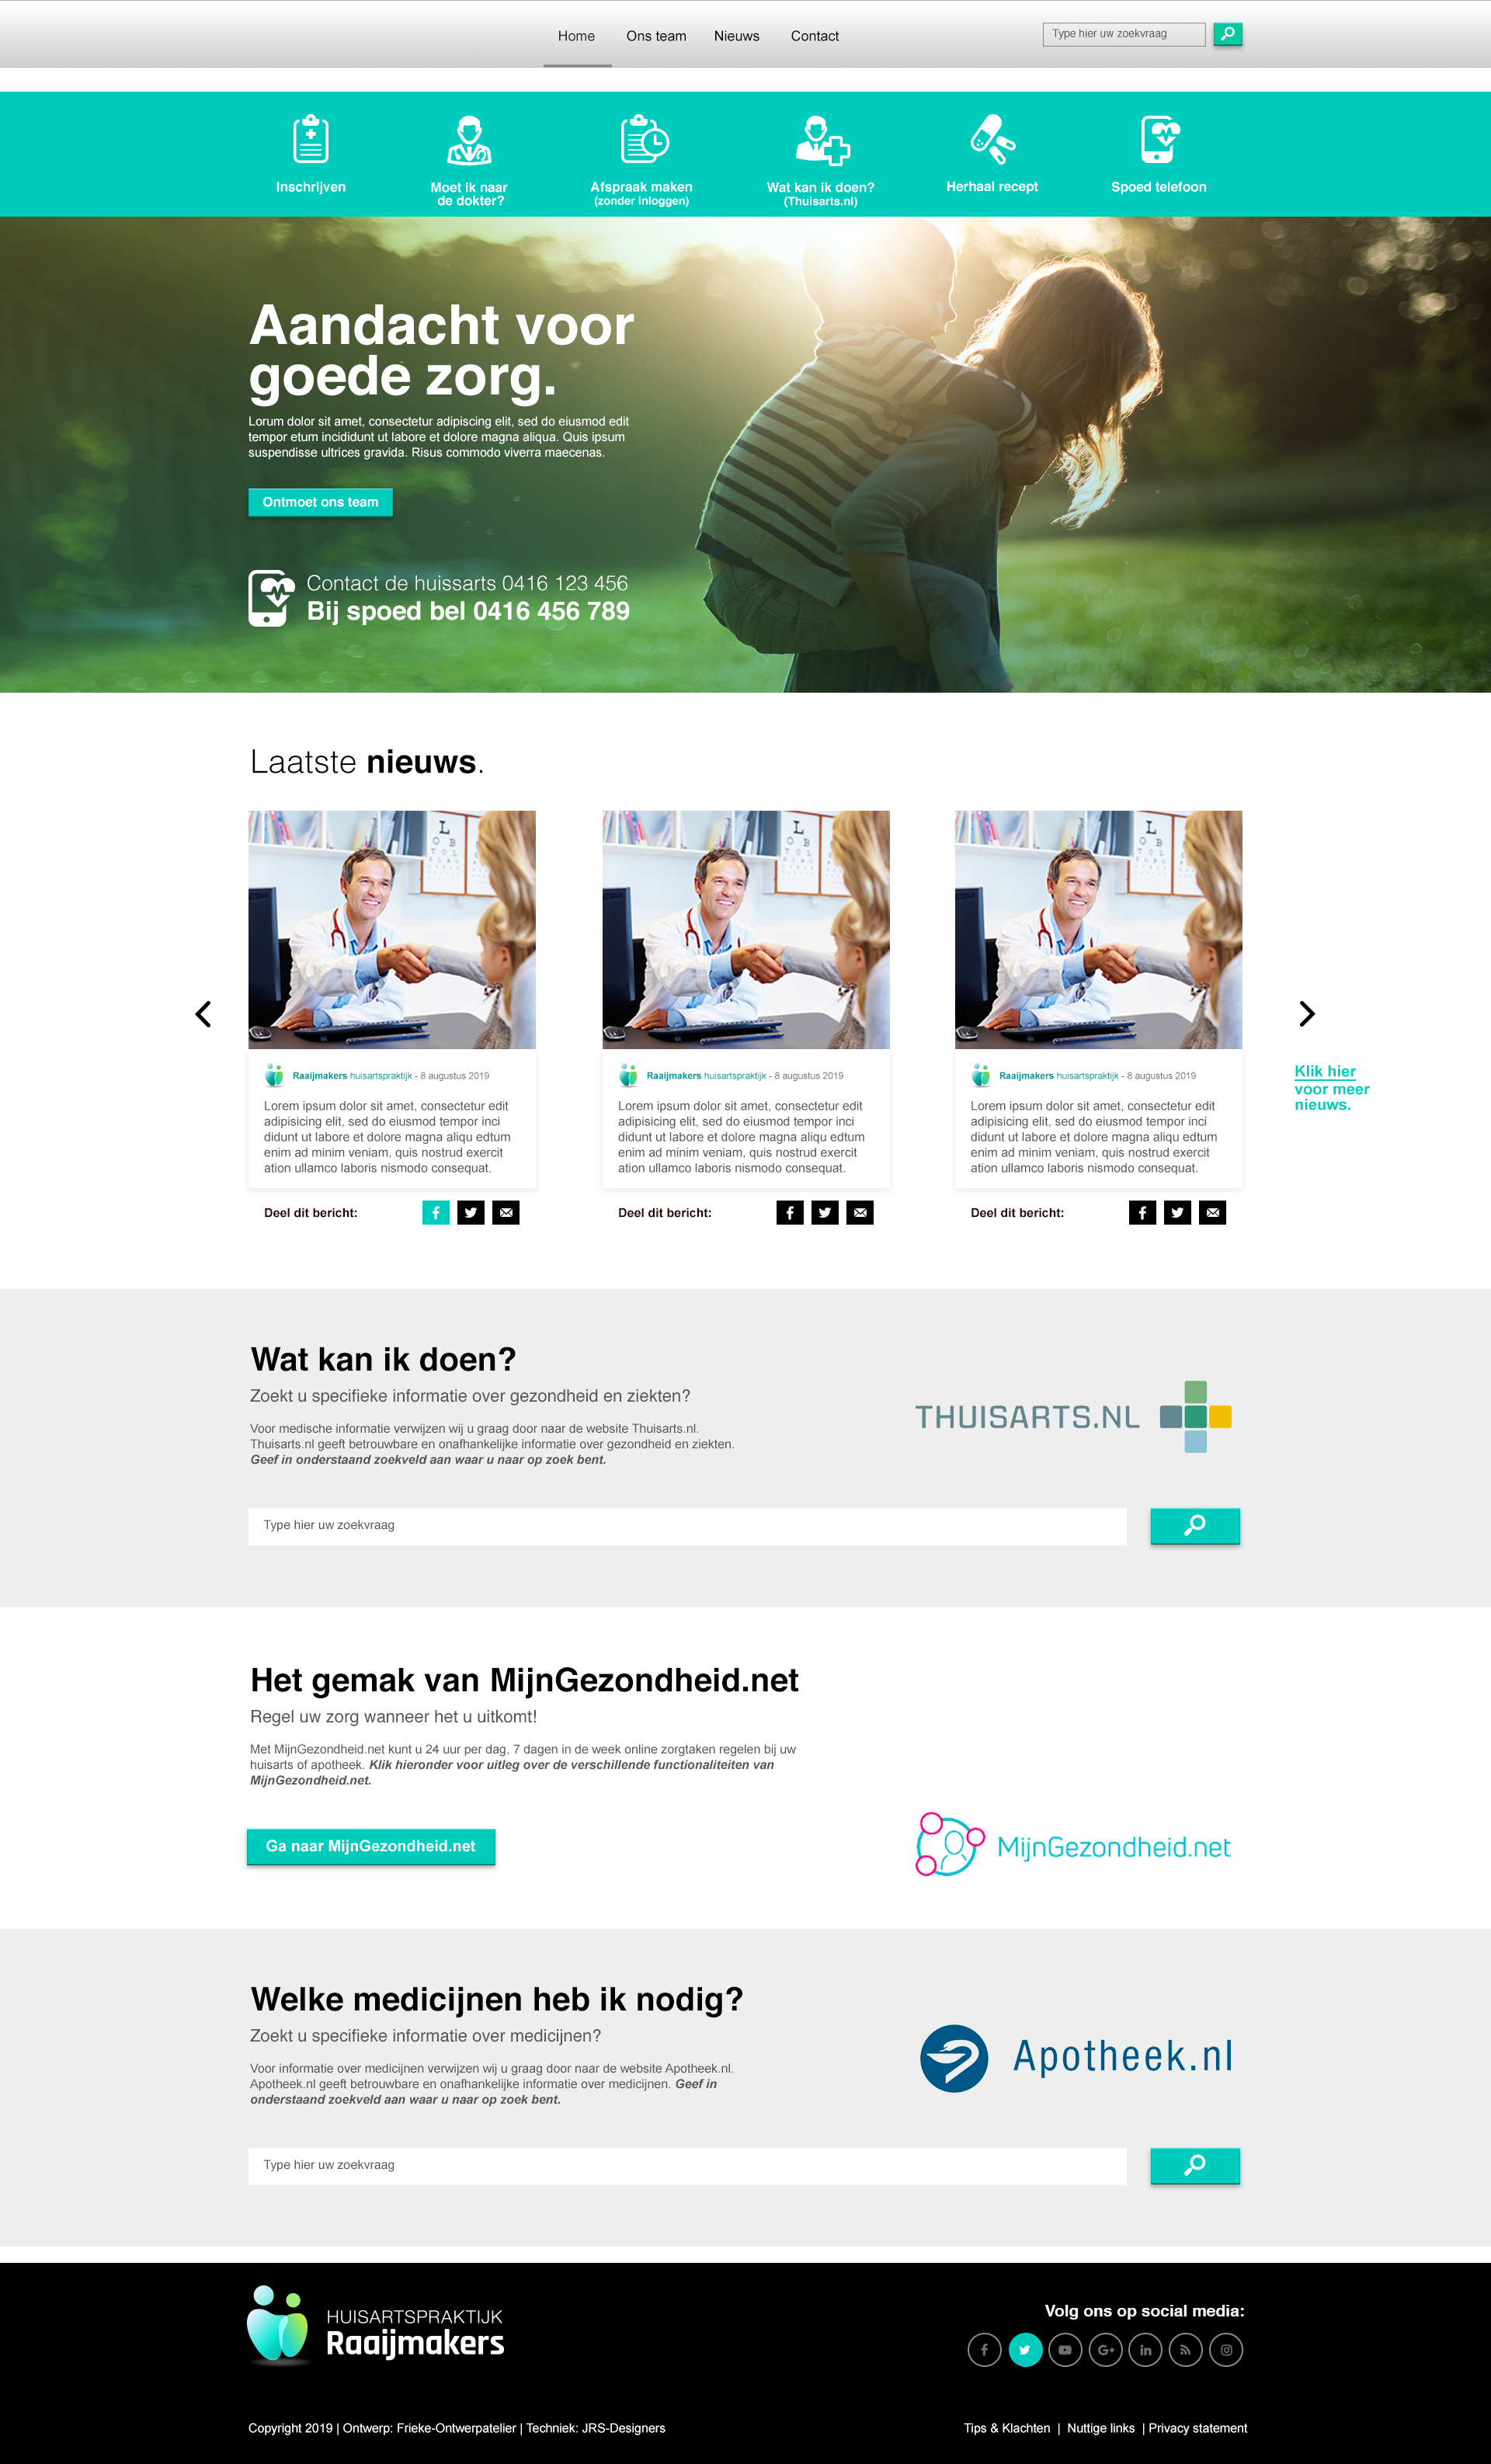 Home
Ons team
Nieuws
Contact
Type hier uw zoekvraag
Inschrijven
Moet ik naar
de dokter?
Afspraak maken
(zonder inloggen)
Wat kan ik doen?
(Thuisarts.nl)
Herhaal recept
Spoed telefoon
Aandacht voor
goede zorg.
Lorum dolor sit amet, consectetur adipiscing elit, sed do eiusmod edit
tempor etum incididunt ut labore et dolore magna aliqua. Quis ipsum
suspendisse ultrices gravida. Risus commodo viverra maecenas.
Ontmoet ons team
Contact de huissarts 0416 123 456
Bij spoed bel 0416 456 789
Laatste nieuws.
Raaijmakers huisartspraktijk - 8 augustus 2019
Lorem ipsum dolor sit amet, consectetur edit
adipisicing elit, sed do eiusmod tempor inci
didunt ut labore et dolore magna aliqu edtum
enim ad minim veniam, quis nostrud exercit
ation ullamco laboris nismodo consequat.
Deel dit bericht:
Raaijmakers huisartspraktijk - 8 augustus 2019
Lorem ipsum dolor sit amet, consectetur edit
adipisicing elit, sed do eiusmod tempor inci
didunt ut labore et dolore magna aliqu edtum
enim ad minim veniam, quis nostrud exercit
ation ullamco laboris nismodo consequat.
Deel dit bericht:
Raaijmakers huisartspraktijk - 8 augustus 2019
Lorem ipsum dolor sit amet, consectetur edit
adipisicing elit, sed do eiusmod tempor inci
didunt ut labore et dolore magna aliqu edtum
enim ad minim veniam, quis nostrud exercit
ation ullamco laboris nismodo consequat.
Deel dit bericht:
Klik hier
voor meer
nieuws.
Wat kan ik doen?
Zoekt u specifieke informatie over gezondheid en ziekten?
Voor medische informatie verwijzen wij u graag door naar de website Thuisarts.nl.
Thuisarts.nl geeft betrouwbare en onafhankelijke informatie over gezondheid en ziekten.
Geef in onderstaand zoekveld aan waar u naar op zoek bent.
THUISARTS.NL
Type hier uw zoekvraag
Het gemak van MijnGezondheid.net
Regel uw zorg wanneer het u uitkomt!
Met MijnGezondheid.net kunt u 24 uur per dag, 7 dagen in de week online zorgtaken regelen bij uw
huisarts of apotheek. Klik hieronder voor uitleg over de verschillende functionaliteiten van
MijnGezondheid.net.
Ga naar MijnGezondheid.net
MijnGezondheid.net
Welke medicijnen heb ik nodig?
Zoekt u specifieke informatie over medicijnen?
Voor informatie over medicijnen verwijzen wij u graag door naar de website Apotheek.nl.
Apotheek.nl geeft betrouwbare en onafhankelijke informatie over medicijnen. Geef in
onderstaand zoekveld aan waar u naar op zoek bent.
Apotheek.nl
Type hier uw zoekvraag
HUISARTSPRAKTIJK
Raaijmakers
Volg ons op social media:
Copyright 2019 | Ontwerp: Frieke-Ontwerpatelier | Techniek: JRS-Designers
Tips & Klachten | Nuttige links | Privacy statement